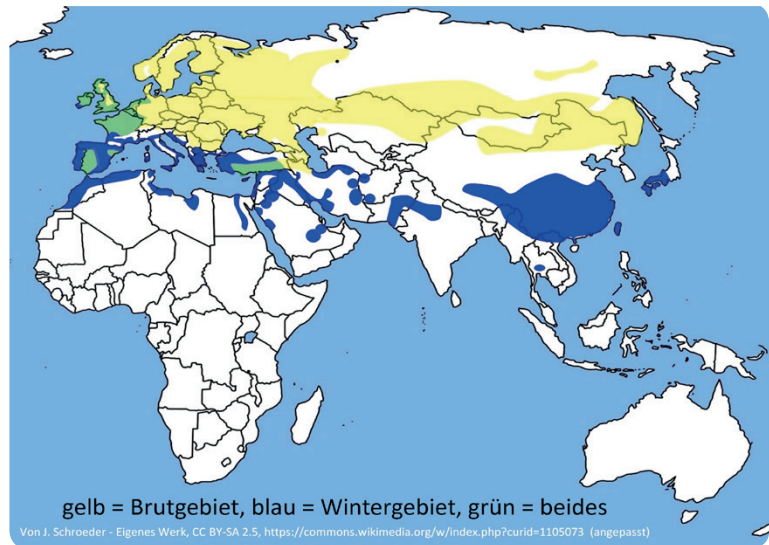 gelb = Brutgebiet, blau = Wintergebiet, grün = beides
Von J. Schroeder - Eigenes Werk, CC BY-SA 2.5, https://commons.wikimedia.org/w/index.php?curid=1105073 (angepasst)